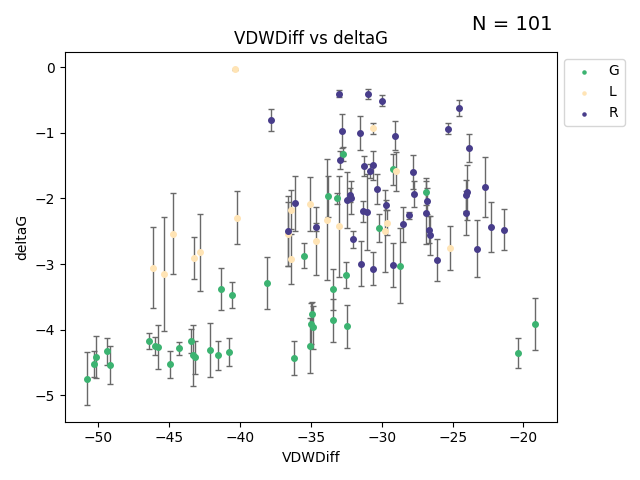 N = 101
VDWDiff vs deltaG
G
L
R
0
−1
−2
−3
−4
−5
deltaG
−50 −45 −40 −35 −30 −25 −20
VDWDiff